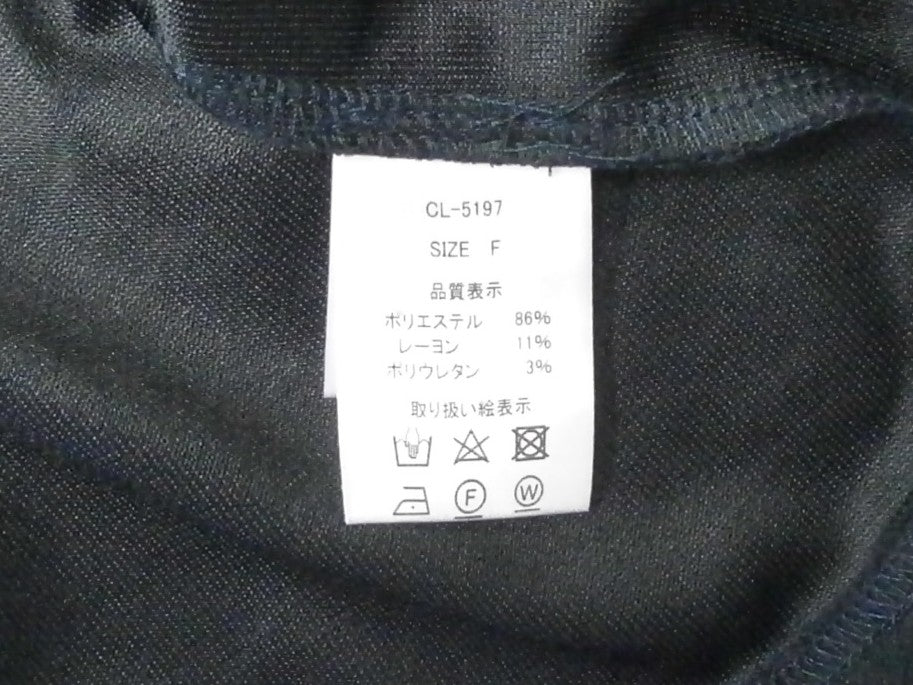 CL-5197
SIZE F
品質表示
ポリエステル 86%
レーヨン 11%
ポリウレタン 3%
取り扱い絵表示
F W